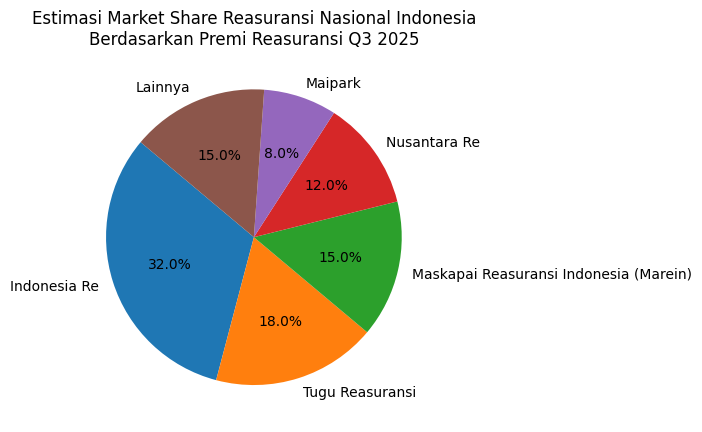 Estimasi Market Share Reasuransi Nasional Indonesia
Berdasarkan Premi Reasuransi Q3 2025
Lainnya
Maipark
Nusantara Re
15.0%
8.0%
12.0%
Indonesia Re
32.0%
15.0%
Maskapai Reasuransi Indonesia (Marein)
18.0%
Tugu Reasuransi